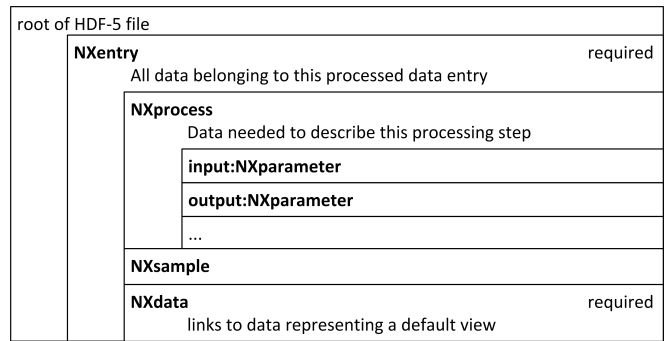 root of HDF-5 file
NXentry required
All data belonging to this processed data entry
NXprocess
Data needed to describe this processing step
input:NXparameter
output:NXparameter
...
NXsample
NXdata required
links to data representing a default view